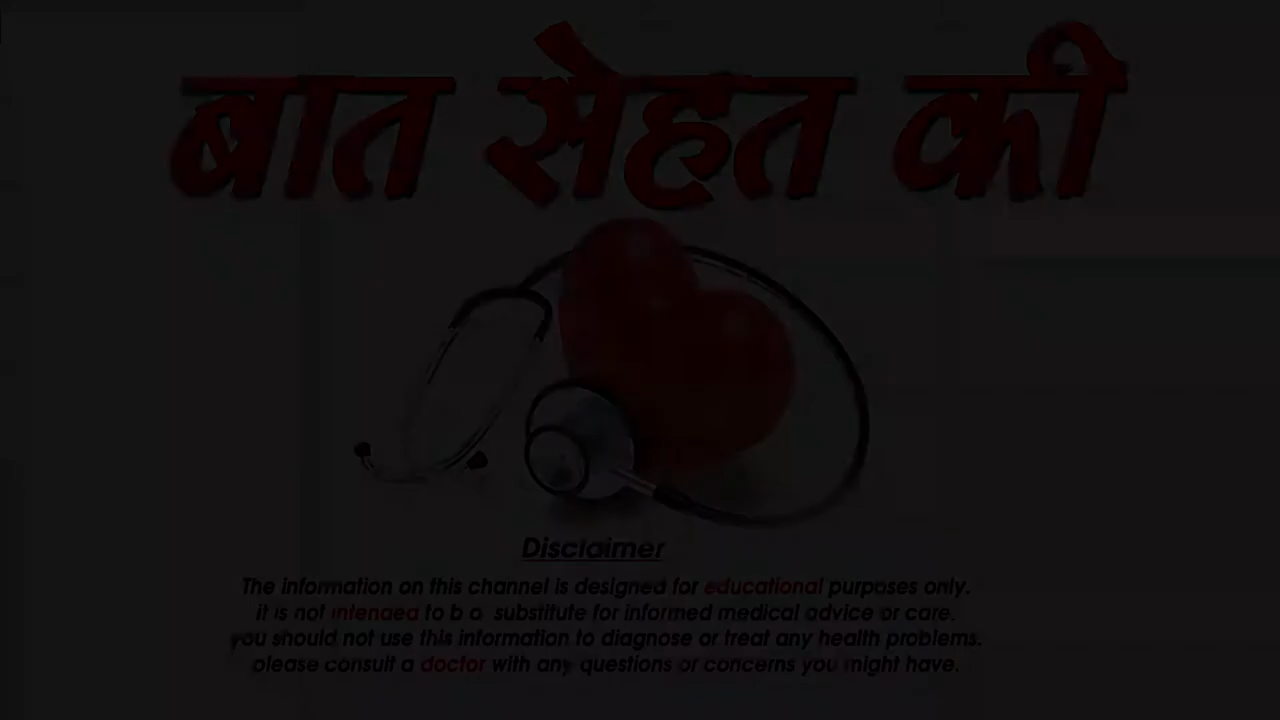 बात सेहत की
Disclaimer
The information on this channel is designed for educational purposes only.
it is not intended to b a substitute for informed medical advice or care.
you should not use this information to diagnose or treat any health problems.
please consult a doctor with any questions or concerns you might have.